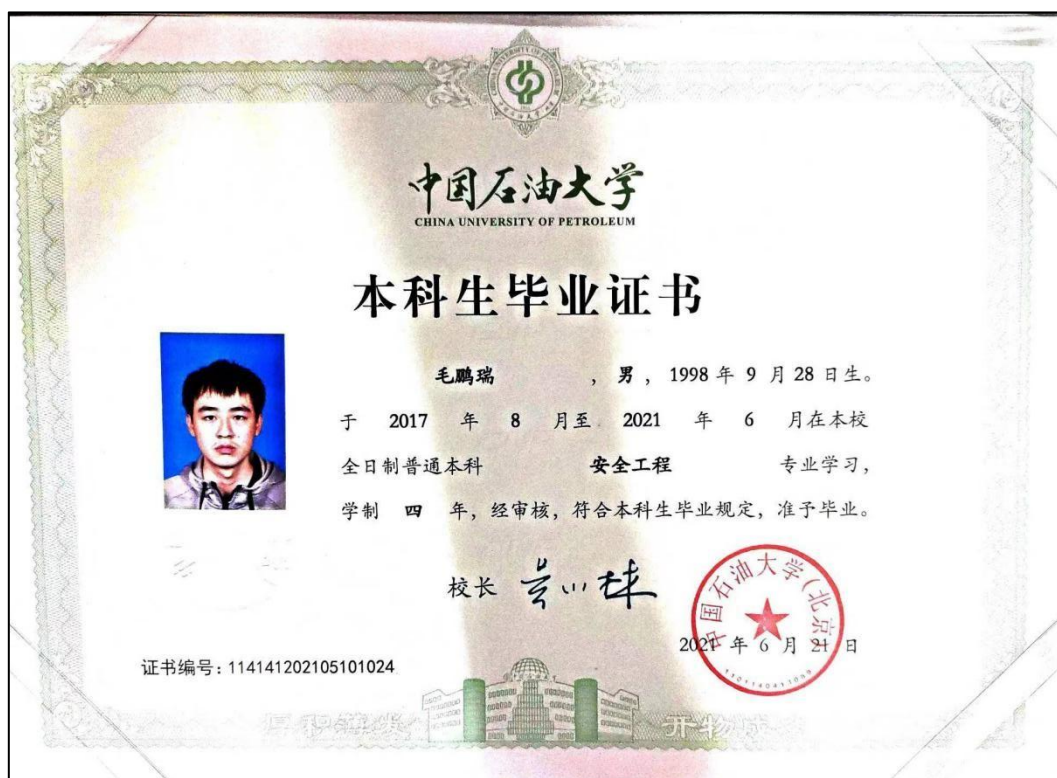 中国石油大学
CHINA UNIVERSITY OF PETROLEUM
本科生毕业证书
毛鹏瑞 ，男，1998 年 9 月 28 日生。
于 2017 年 8 月至 2021 年 6 月在本校
全日制普通本科 安全工程 专业学习，
学制 四 年，经审核，符合本科生毕业规定，准予毕业。
校长
中国石油大学(北京)
2021 年 6 月 21 日
证书编号：114141202105101024